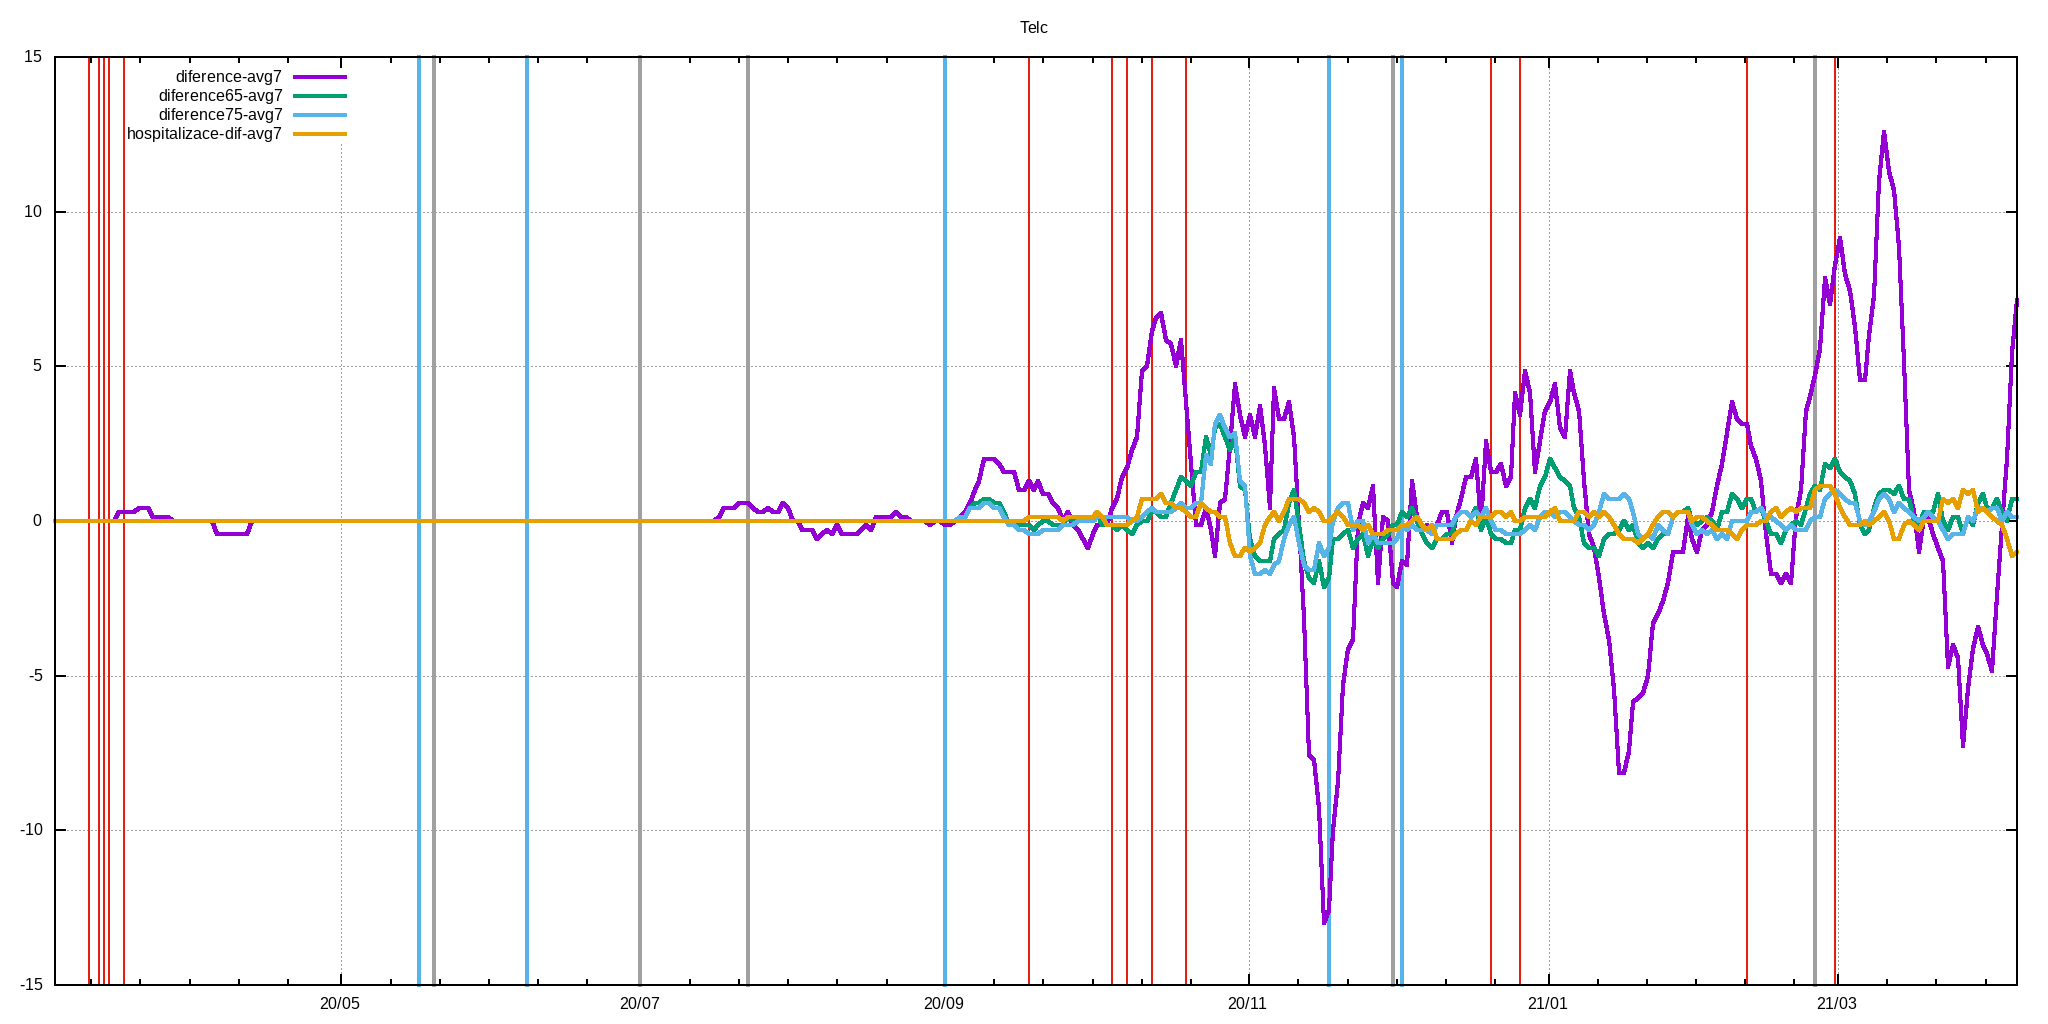 Telc
15
10
5
0
-5
-10
-15
diference-avg7
diference65-avg7
diference75-avg7
hospitalizace-dif-avg7
20/05
20/07
20/09
20/11
21/01
21/03